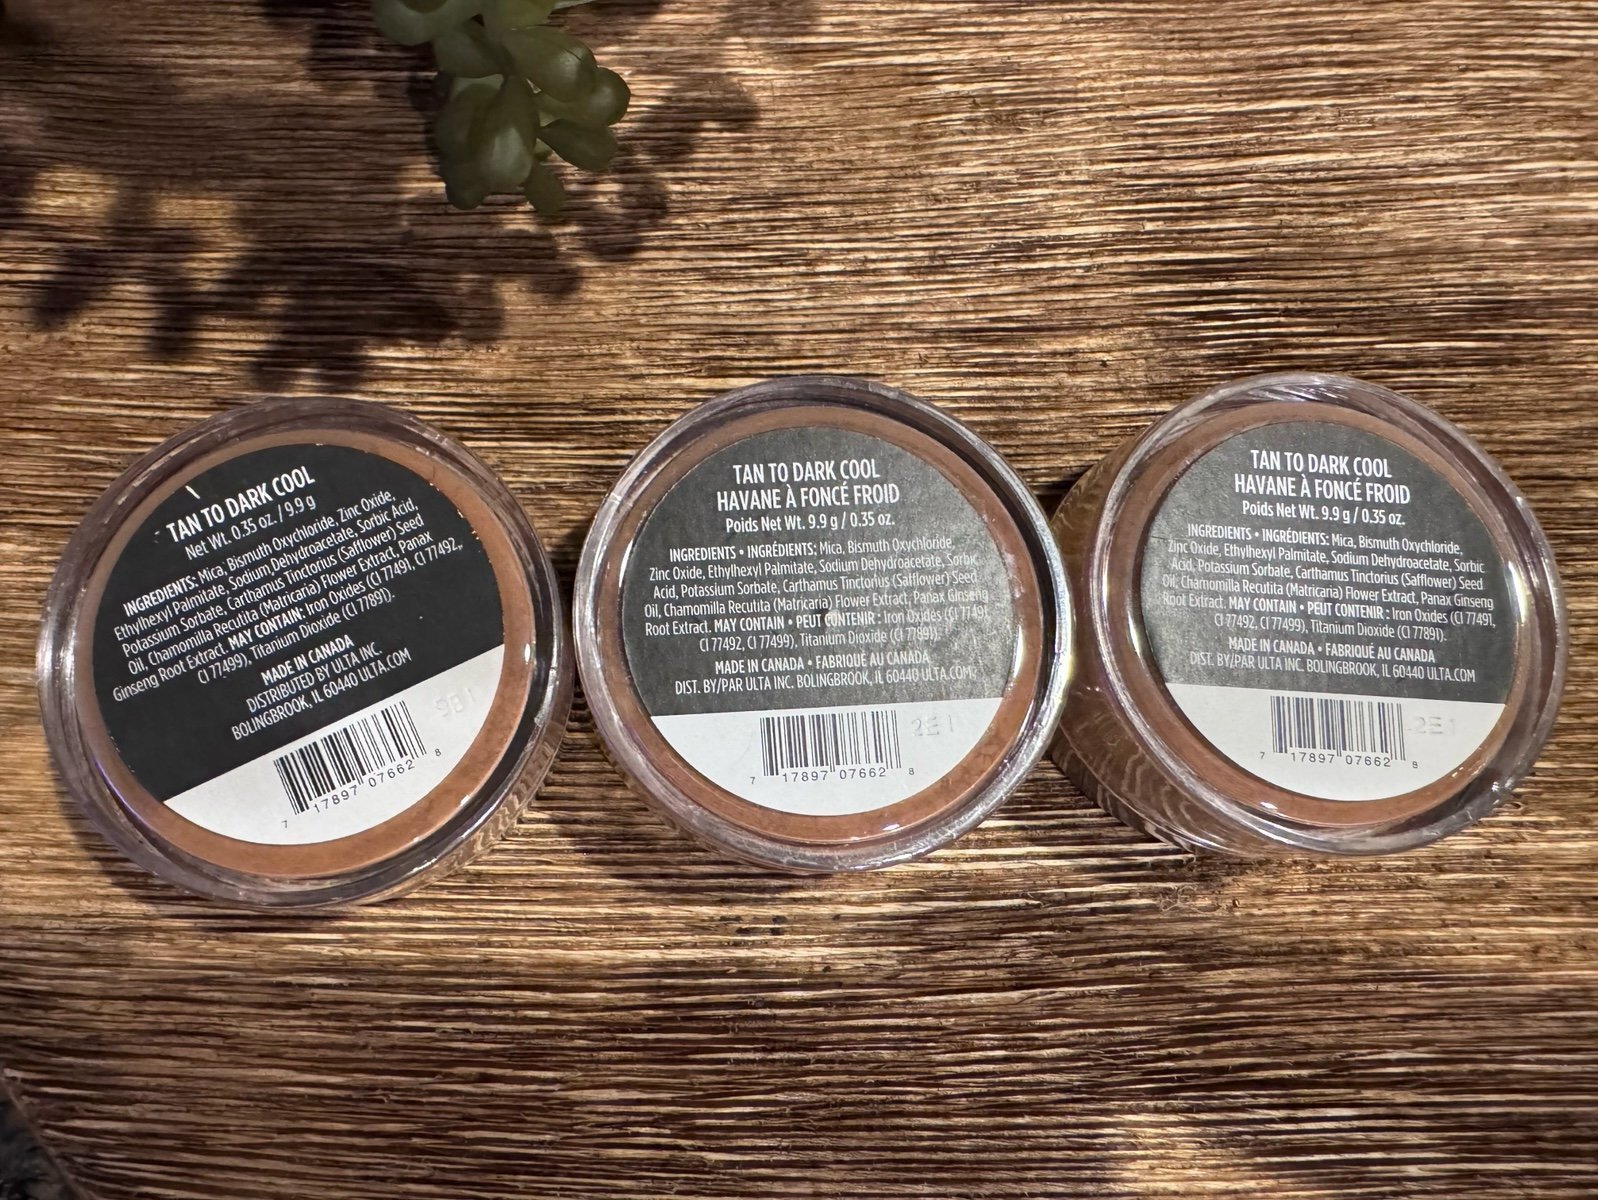 TAN TO DARK COOL
Net Wt. 0.35 oz. / 9.9 g
INGREDIENTS: Mica, Bismuth Oxychloride, Zinc Oxide,
Ethylhexyl Palmitate, Sodium Dehydroacetate, Sorbic Acid,
Potassium Sorbate, Carthamus Tinctorius (Safflower) Seed
Oil, Chamomilla Recutita (Matricaria) Flower Extract, Panax
Ginseng Root Extract. MAY CONTAIN: Iron Oxides (CI 77491, CI 77492,
CI 77499), Titanium Dioxide (CI 77891).
MADE IN CANADA
DISTRIBUTED BY ULTA INC.
BOLINGBROOK, IL 60440 ULTA.COM
9B1
7 17897 07662 8
TAN TO DARK COOL
HAVANE À FONCÉ FROID
Poids Net Wt. 9.9 g / 0.35 oz.
INGREDIENTS • INGRÉDIENTS: Mica, Bismuth Oxychloride,
Zinc Oxide, Ethylhexyl Palmitate, Sodium Dehydroacetate, Sorbic
Acid, Potassium Sorbate, Carthamus Tinctorius (Safflower) Seed
Oil, Chamomilla Recutita (Matricaria) Flower Extract, Panax Ginseng
Root Extract. MAY CONTAIN • PEUT CONTENIR : Iron Oxides (CI 77491,
CI 77492, CI 77499), Titanium Dioxide (CI 77891).
MADE IN CANADA • FABRIQUÉ AU CANADA
DIST. BY/PAR ULTA INC. BOLINGBROOK, IL 60440 ULTA.COM
2E1
7 17897 07662 8
TAN TO DARK COOL
HAVANE À FONCÉ FROID
Poids Net Wt. 9.9 g / 0.35 oz.
INGREDIENTS • INGRÉDIENTS: Mica, Bismuth Oxychloride,
Zinc Oxide, Ethylhexyl Palmitate, Sodium Dehydroacetate, Sorbic
Acid, Potassium Sorbate, Carthamus Tinctorius (Safflower) Seed
Oil, Chamomilla Recutita (Matricaria) Flower Extract, Panax Ginseng
Root Extract. MAY CONTAIN • PEUT CONTENIR : Iron Oxides (CI 77491,
CI 77492, CI 77499), Titanium Dioxide (CI 77891).
MADE IN CANADA • FABRIQUÉ AU CANADA
DIST. BY/PAR ULTA INC. BOLINGBROOK, IL 60440 ULTA.COM
2E1
7 17897 07662 8